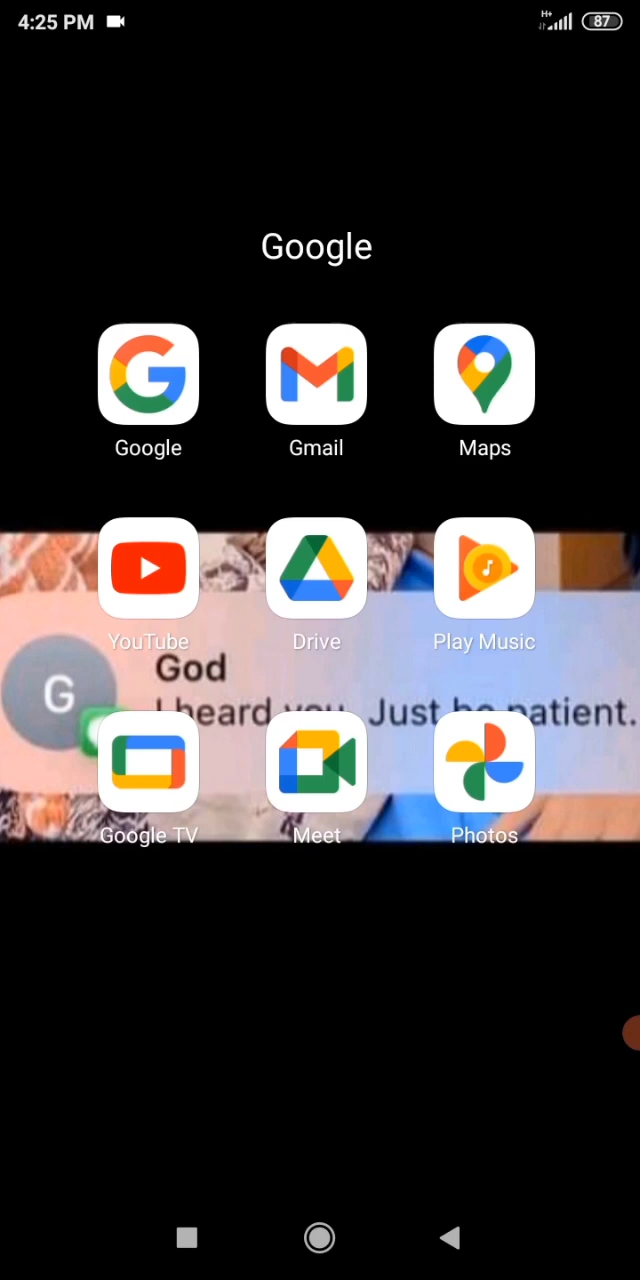 4:25 PM
H+
87
Google
Google
Gmail
Maps
YouTube
Drive
Play Music
G
God
I heard you. Just be patient.
Google TV
Meet
Photos